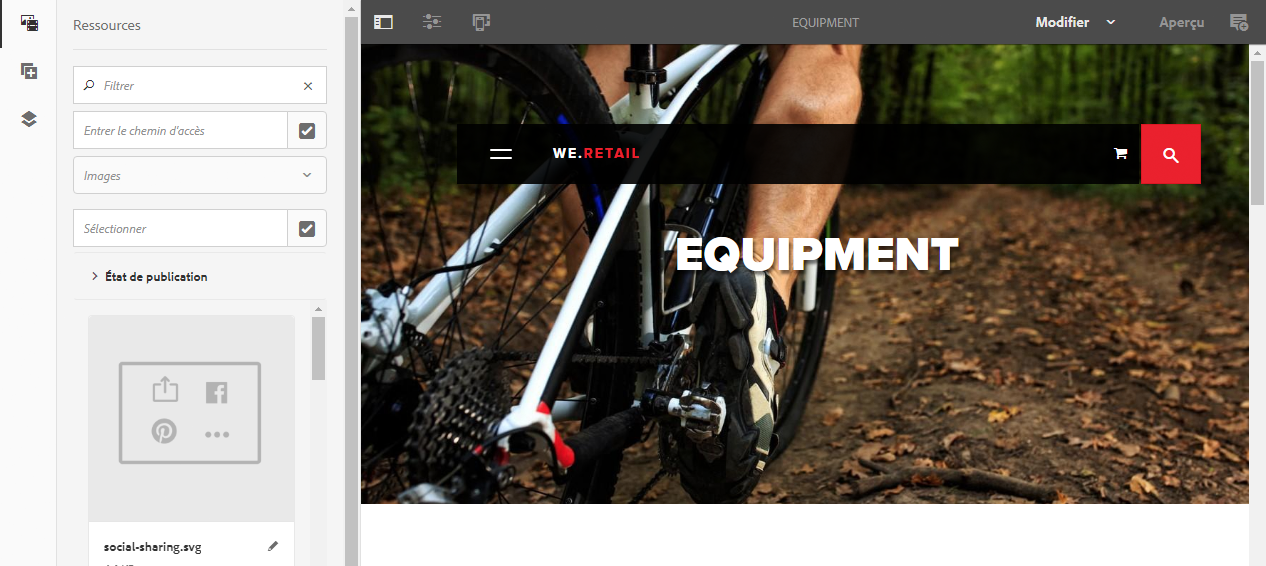 Ressources
EQUIPMENT
Modifier
Aperçu
Filtrer
Entrer le chemin d'accès
Images
Sélectionner
État de publication
social-sharing.svg
WE.RETAIL
EQUIPMENT